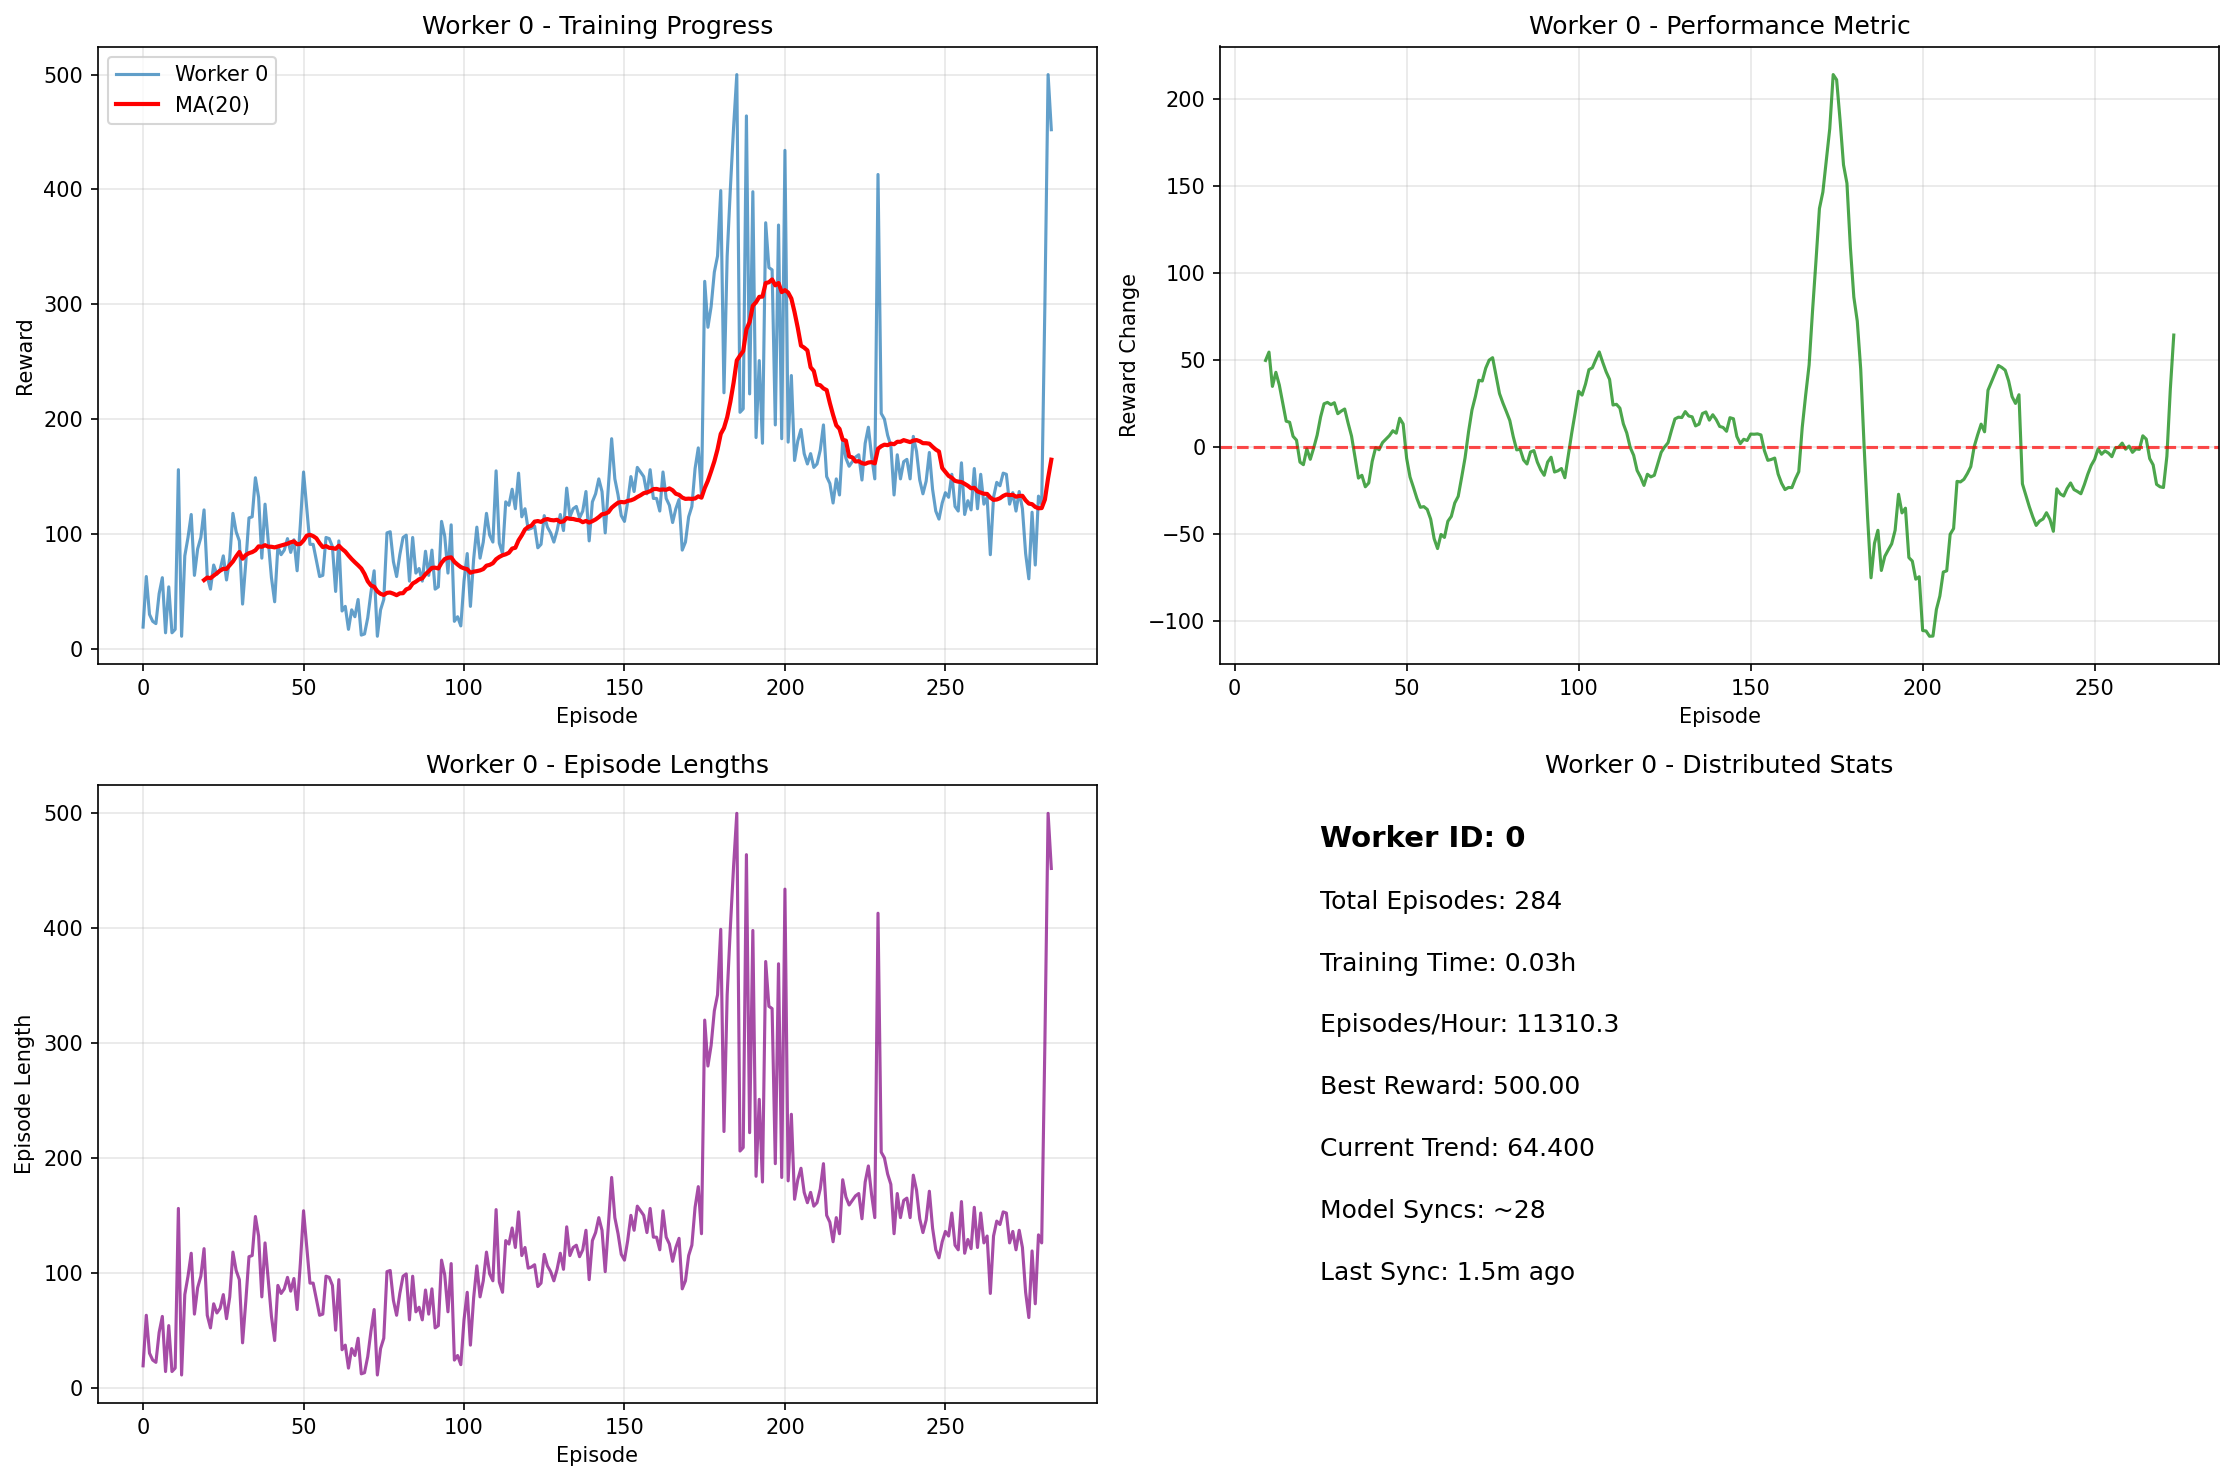 Worker 0 - Training Progress
Worker 0
MA(20)
Reward
500
400
300
200
100
0
0 50 100 150 200 250
Episode
Worker 0 - Performance Metric
Reward Change
200
150
100
50
0
−50
−100
0 50 100 150 200 250
Episode
Worker 0 - Episode Lengths
Episode Length
500
400
300
200
100
0
0 50 100 150 200 250
Episode
Worker 0 - Distributed Stats
Worker ID: 0
Total Episodes: 284
Training Time: 0.03h
Episodes/Hour: 11310.3
Best Reward: 500.00
Current Trend: 64.400
Model Syncs: ~28
Last Sync: 1.5m ago